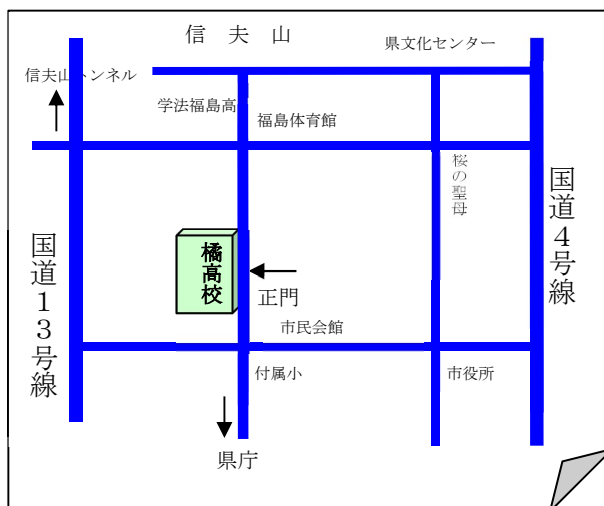 信 夫 山
県文化センター
信夫山トンネル
学法福島高
福島体育館
桜の聖母
国道4号線
国道13号線
橘高校
正門
市民会館
付属小
市役所
県庁